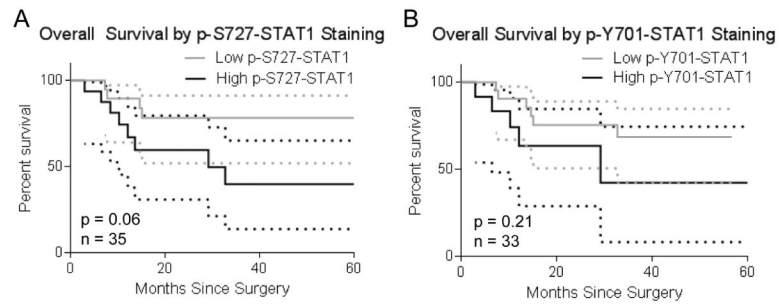 A
Overall Survival by p-S727-STAT1 Staining
Low p-S727-STAT1
High p-S727-STAT1
100
50
0
Percent survival
p = 0.06
n = 35
0 20 40 60
Months Since Surgery
B
Overall Survival by p-Y701-STAT1 Staining
Low p-Y701-STAT1
High p-Y701-STAT1
100
50
0
Percent survival
p = 0.21
n = 33
0 20 40 60
Months Since Surgery